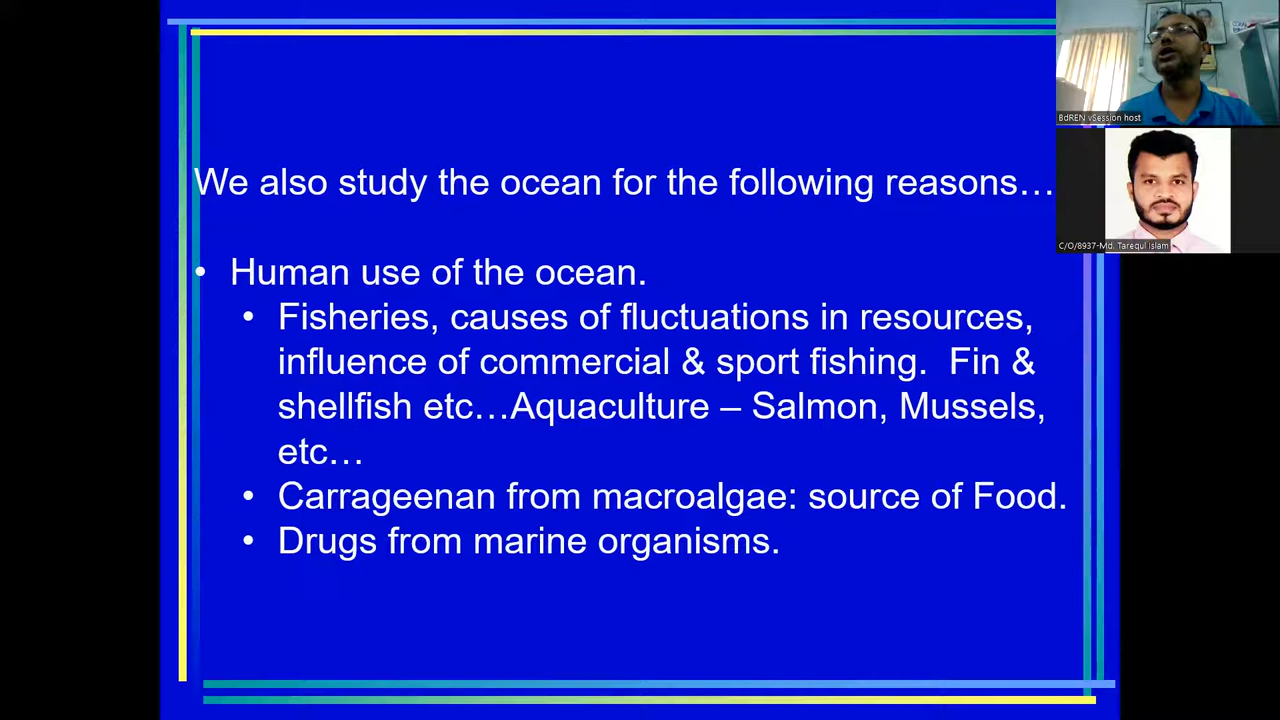 We also study the ocean for the following reasons…
• Human use of the ocean.
• Fisheries, causes of fluctuations in resources,
influence of commercial & sport fishing.  Fin &
shellfish etc…Aquaculture – Salmon, Mussels,
etc…
• Carrageenan from macroalgae: source of Food.
• Drugs from marine organisms.
BdREN vSession host
C/O/8937-Md. Tarequl Islam